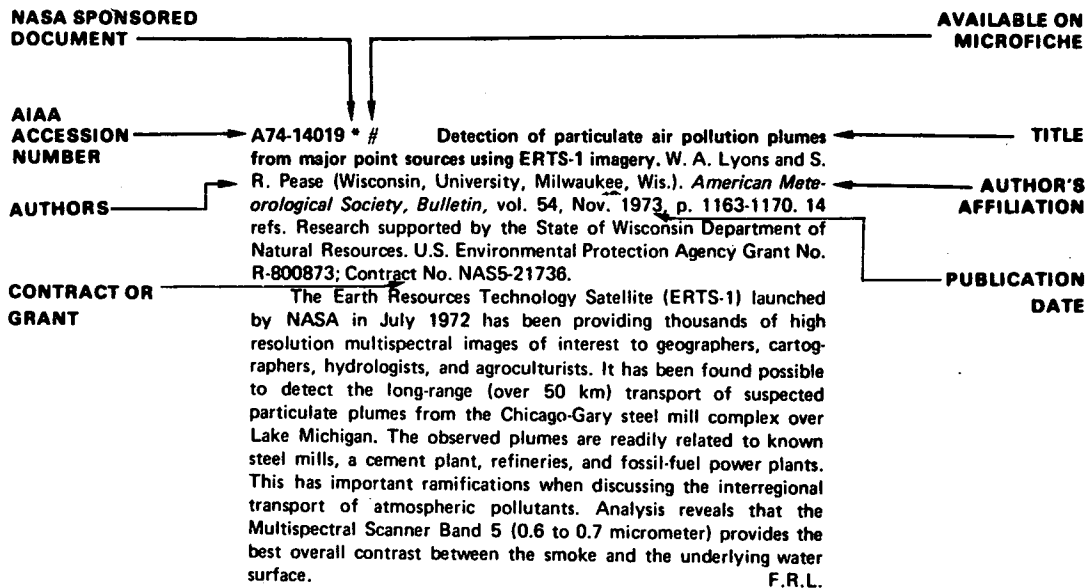 NASA SPONSORED
DOCUMENT
AVAILABLE ON
MICROFICHE
AIAA
ACCESSION
NUMBER
TITLE
AUTHORS
AUTHOR'S
AFFILIATION
CONTRACT OR
GRANT
PUBLICATION
DATE
A74-14019 * # Detection of particulate air pollution plumes
from major point sources using ERTS-1 imagery. W. A. Lyons and S.
R. Pease (Wisconsin, University, Milwaukee, Wis.). American Mete-
orological Society, Bulletin, vol. 54, Nov. 1973, p. 1163-1170. 14
refs. Research supported by the State of Wisconsin Department of
Natural Resources. U.S. Environmental Protection Agency Grant No.
R-800873; Contract No. NAS5-21736.
The Earth Resources Technology Satellite (ERTS-1) launched
by NASA in July 1972 has been providing thousands of high
resolution multispectral images of interest to geographers, cartog-
raphers, hydrologists, and agroculturists. It has been found possible
to detect the long-range (over 50 km) transport of suspected
particulate plumes from the Chicago-Gary steel mill complex over
Lake Michigan. The observed plumes are readily related to known
steel mills, a cement plant, refineries, and fossil-fuel power plants.
This has important ramifications when discussing the interregional
transport of atmospheric pollutants. Analysis reveals that the
Multispectral Scanner Band 5 (0.6 to 0.7 micrometer) provides the
best overall contrast between the smoke and the underlying water
surface. F.R.L.